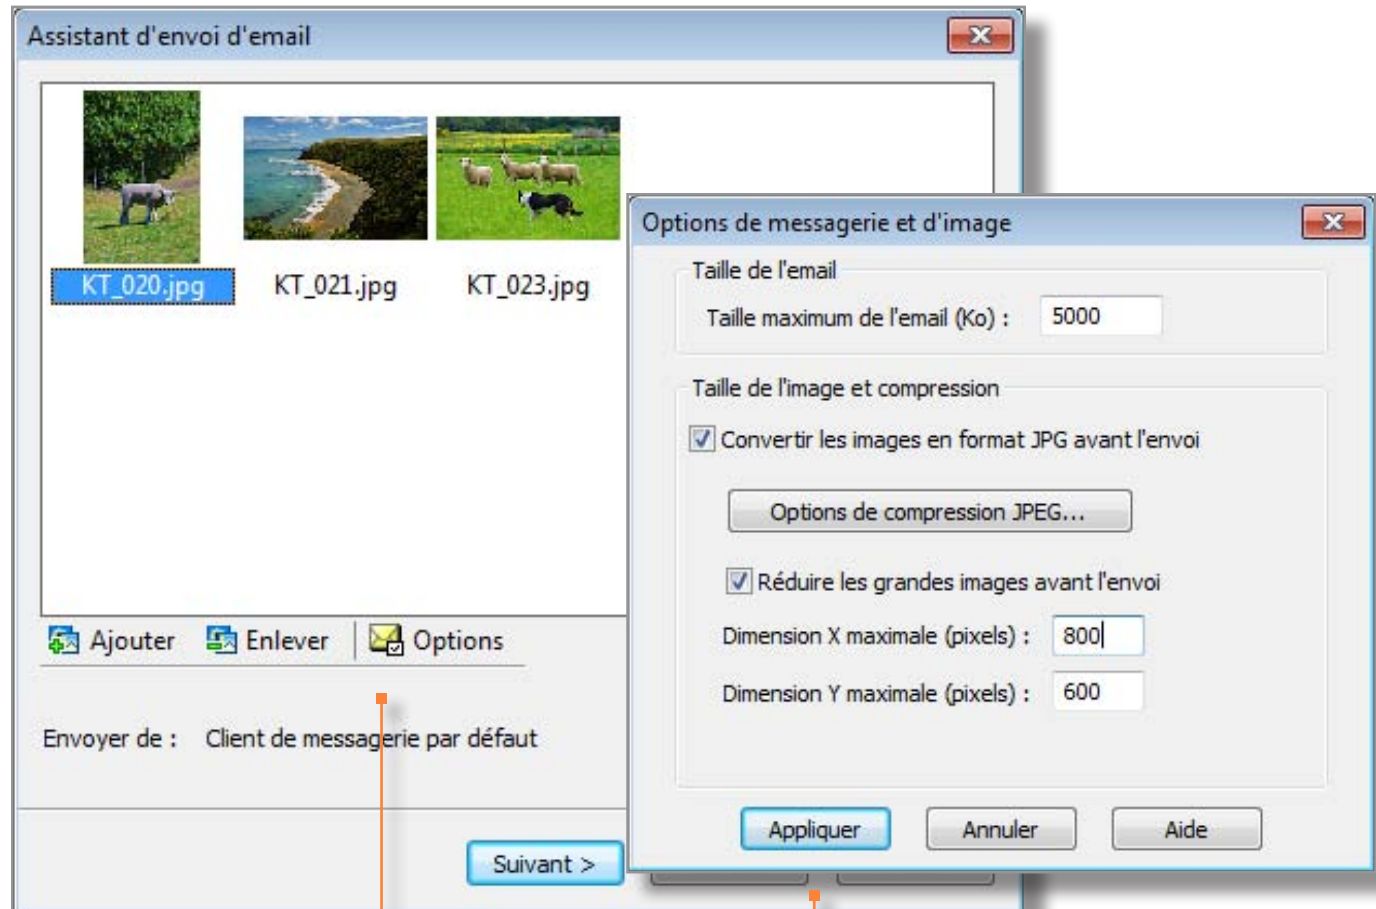 Assistant d'envoi d'email
KT_020.jpg
KT_021.jpg
KT_023.jpg
Ajouter
Enlever
Options
Envoyer de : Client de messagerie par défaut
Suivant >
Options de messagerie et d'image
Taille de l'email
Taille maximum de l'email (Ko) : 5000
Taille de l'image et compression
Convertir les images en format JPG avant l'envoi
Options de compression JPEG...
Réduire les grandes images avant l'envoi
Dimension X maximale (pixels) : 800
Dimension Y maximale (pixels) : 600
Appliquer
Annuler
Aide